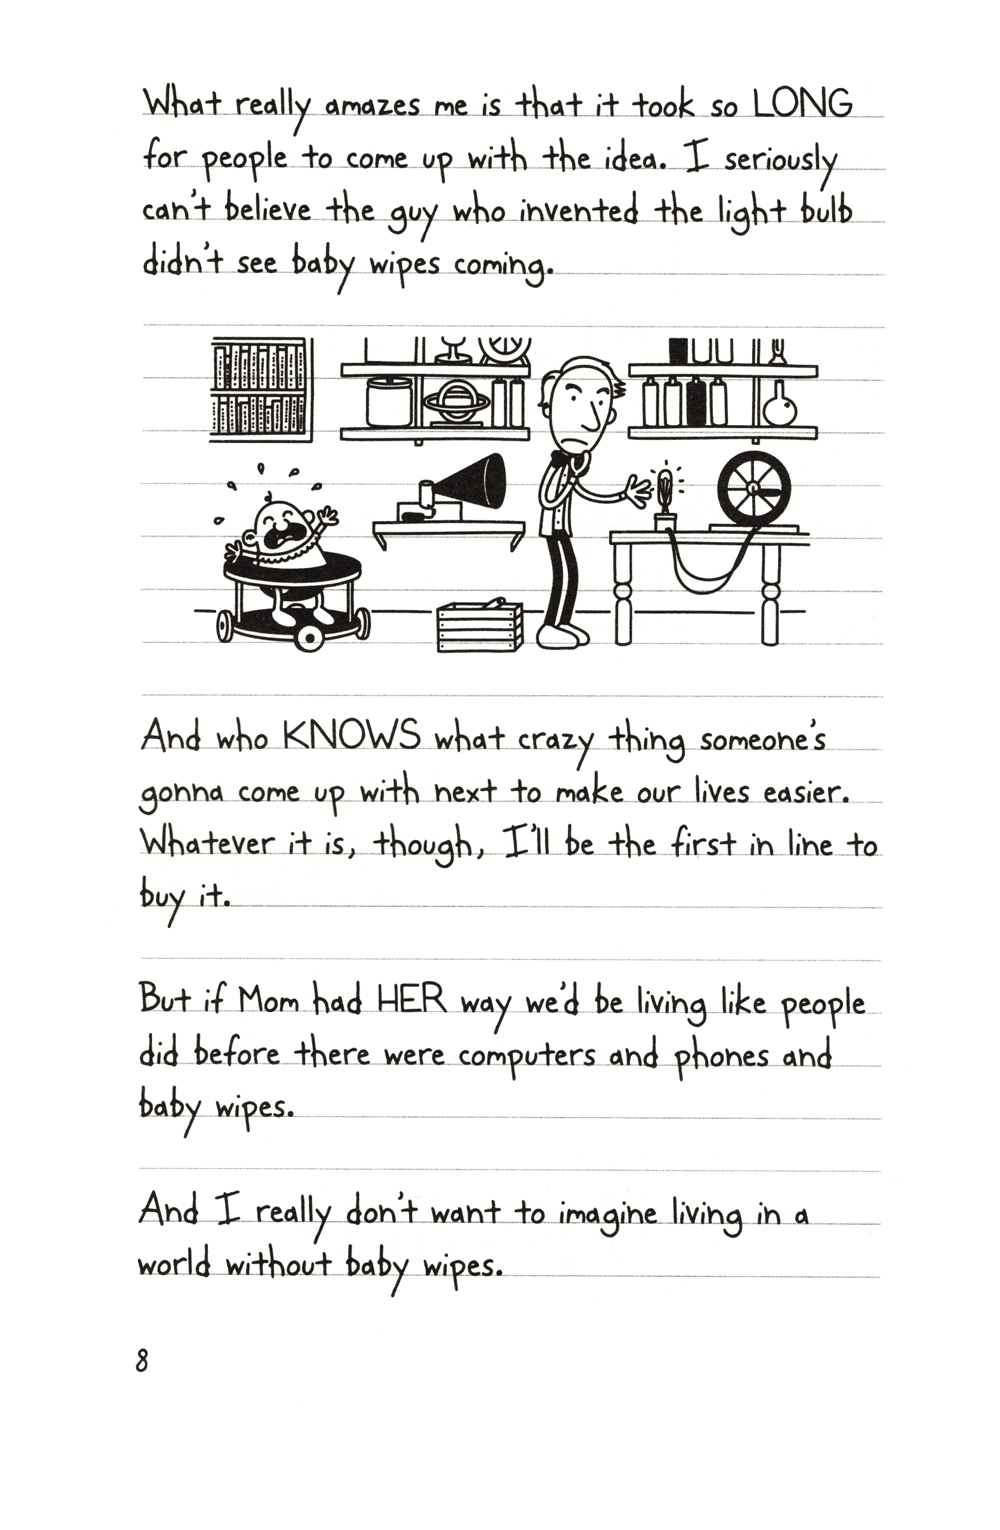 What really amazes me is that it took so LONG
for people to come up with the idea. I seriously
can't believe the guy who invented the light bulb
didn't see baby wipes coming.
And who KNOWS what crazy thing someone's
gonna come up with next to make our lives easier.
Whatever it is, though, I'll be the first in line to
buy it.
But if Mom had HER way we'd be living like people
did before there were computers and phones and
baby wipes.
And I really don't want to imagine living in a
world without baby wipes.
8